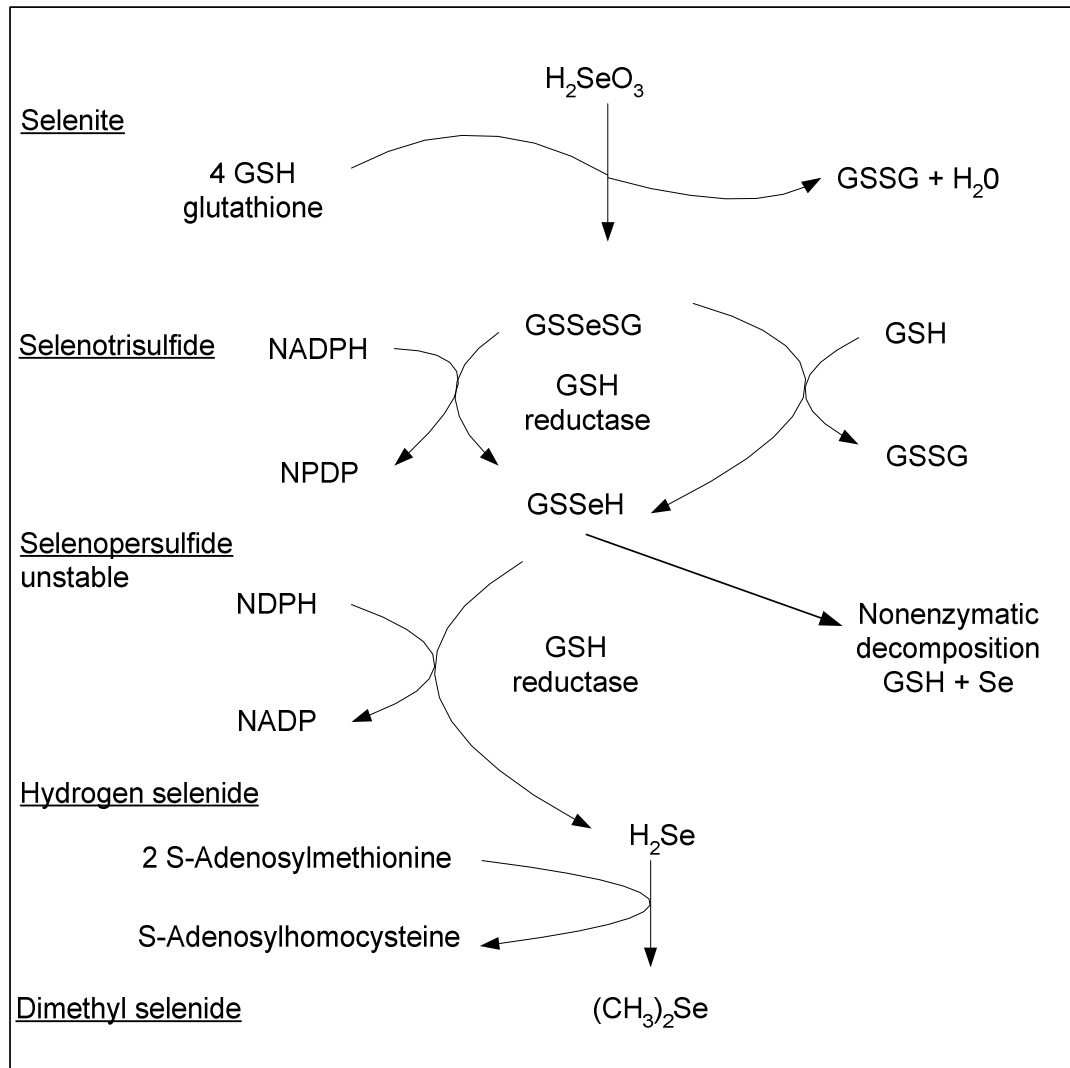 H₂SeO₃
Selenite
4 GSH
glutathione
GSSG + H₂0
Selenotrisulfide
NADPH
GSSeSG
GSH
GSH
reductase
NPDP
GSSG
GSSeH
Selenopersulfide
unstable
NDPH
Nonenzymatic
decomposition
GSH + Se
GSH
reductase
NADP
Hydrogen selenide
H₂Se
2 S-Adenosylmethionine
S-Adenosylhomocysteine
Dimethyl selenide
(CH₃)₂Se